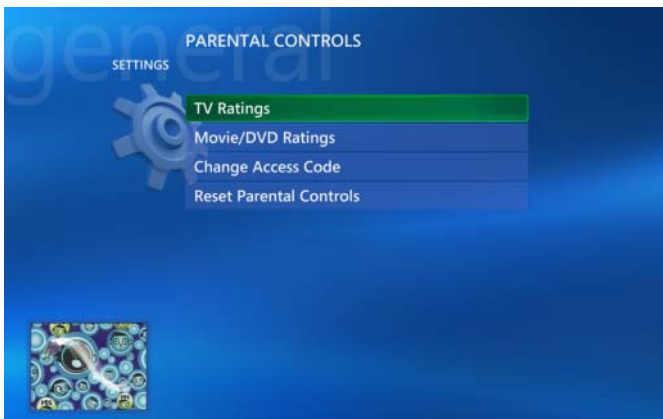 general
PARENTAL CONTROLS
SETTINGS
TV Ratings
Movie/DVD Ratings
Change Access Code
Reset Parental Controls